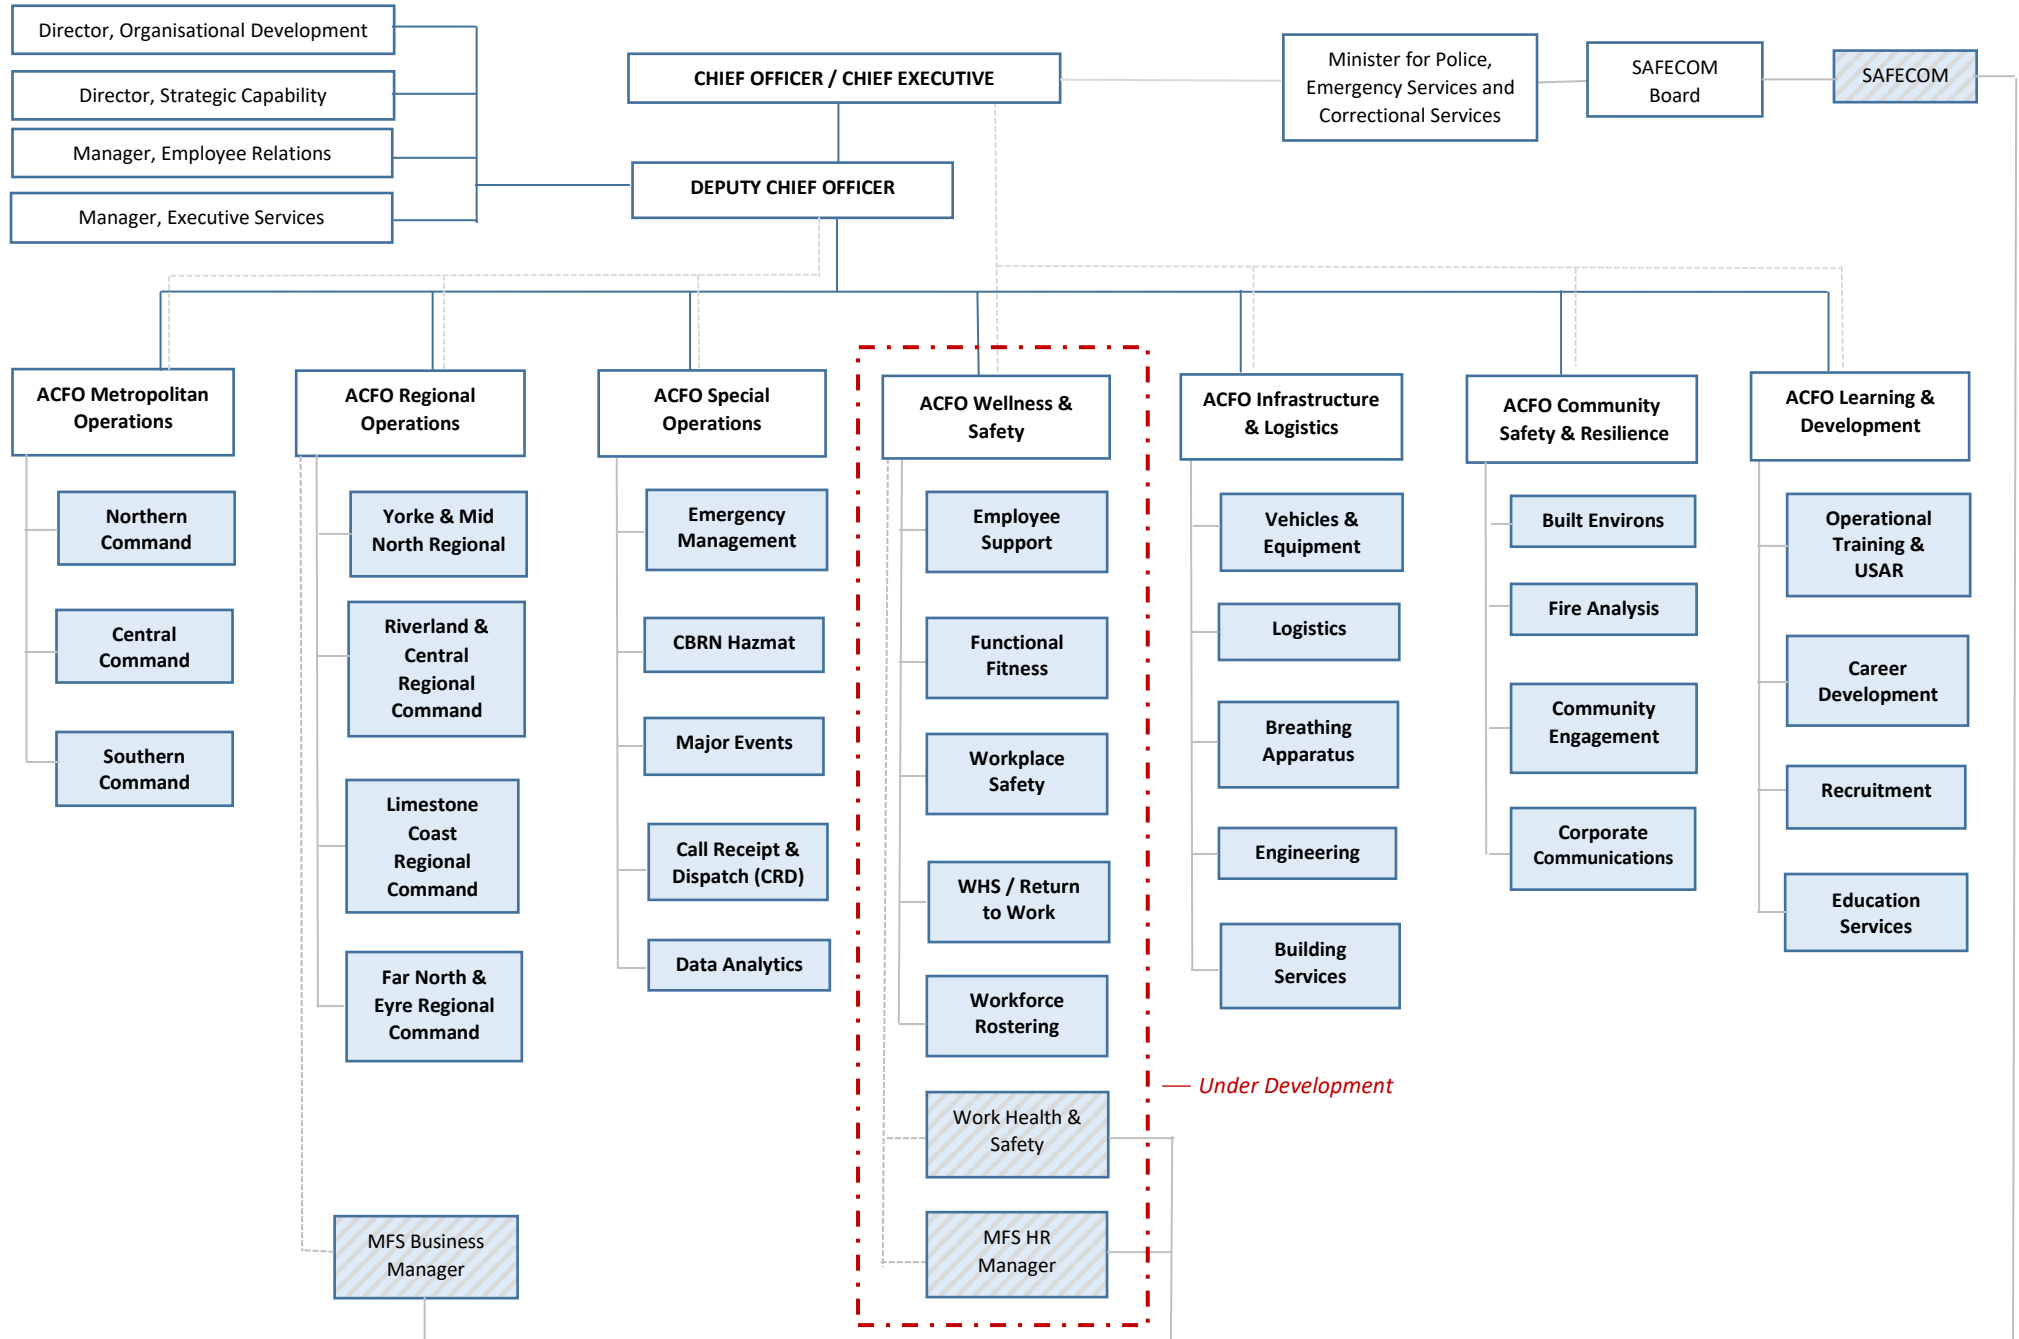 Director, Organisational Development
Director, Strategic Capability
Manager, Employee Relations
Manager, Executive Services
CHIEF OFFICER / CHIEF EXECUTIVE
DEPUTY CHIEF OFFICER
Minister for Police,
Emergency Services and
Correctional Services
SAFECOM
Board
SAFECOM
ACFO Metropolitan
Operations
Northern
Command
Central
Command
Southern
Command
ACFO Regional
Operations
Yorke & Mid
North Regional
Riverland &
Central
Regional
Command
Limestone
Coast
Regional
Command
Far North &
Eyre Regional
Command
MFS Business
Manager
ACFO Special
Operations
Emergency
Management
CBRN Hazmat
Major Events
Call Receipt &
Dispatch (CRD)
Data Analytics
ACFO Wellness &
Safety
Employee
Support
Functional
Fitness
Workplace
Safety
WHS / Return
to Work
Workforce
Rostering
Work Health &
Safety
MFS HR
Manager
Under Development
ACFO Infrastructure
& Logistics
Vehicles &
Equipment
Logistics
Breathing
Apparatus
Engineering
Building
Services
ACFO Community
Safety & Resilience
Built Environs
Fire Analysis
Community
Engagement
Corporate
Communications
ACFO Learning &
Development
Operational
Training &
USAR
Career
Development
Recruitment
Education
Services